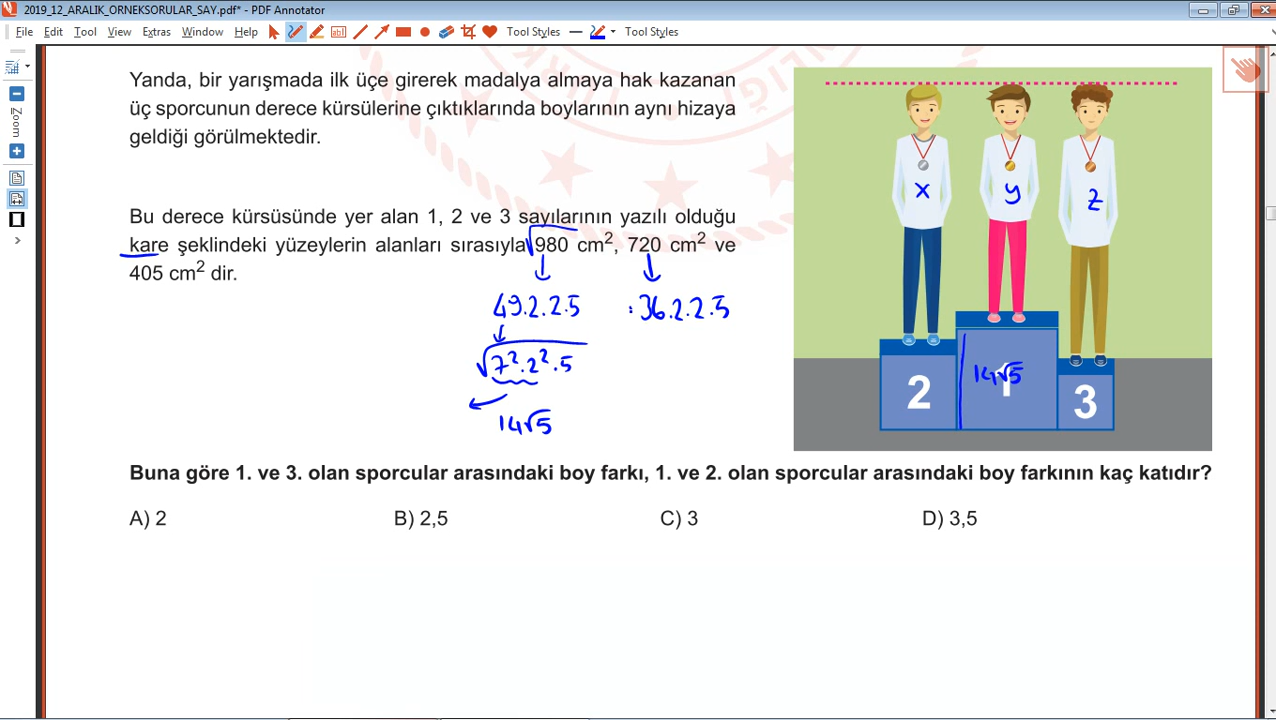 2019_12_ARALIK_ORNEKSORULAR_SAY.pdf* - PDF Annotator
File Edit Tool View Extras Window Help Tool Styles Tool Styles
Zoom
Yanda, bir yarışmada ilk üçe girerek madalya almaya hak kazanan
üç sporcunun derece kürsülerine çıktıklarında boylarının aynı hizaya
geldiği görülmektedir.
Bu derece kürsüsünde yer alan 1, 2 ve 3 sayılarının yazılı olduğu
kare şeklindeki yüzeylerin alanları sırasıyla √980 cm², 720 cm² ve
405 cm² dir.
49.2.2.5 :36.2.2.5
√7².2².5
14√5
x y z
14√5
2 1 3
Buna göre 1. ve 3. olan sporcular arasındaki boy farkı, 1. ve 2. olan sporcular arasındaki boy farkının kaç katıdır?
A) 2 B) 2,5 C) 3 D) 3,5